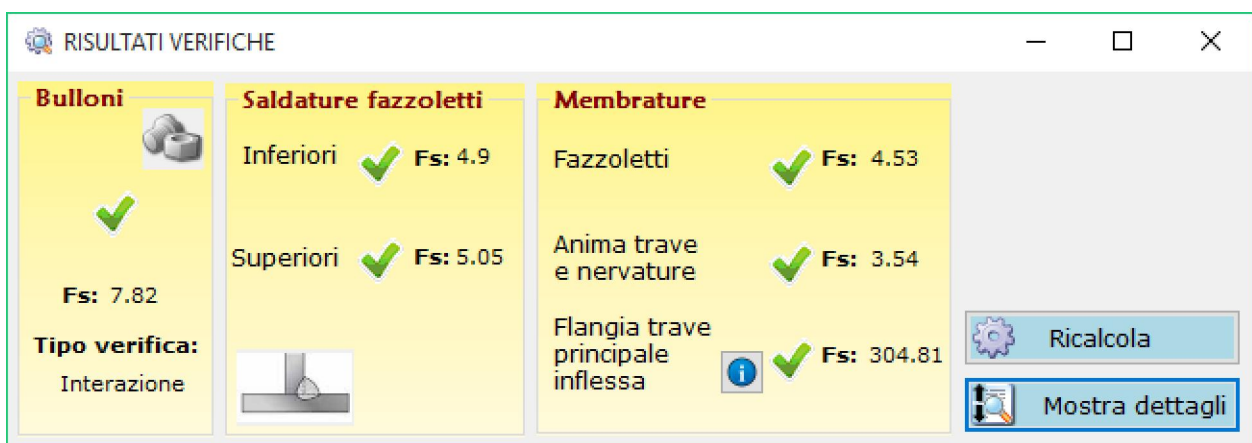 RISULTATI VERIFICHE
Bulloni
Fs: 7.82
Tipo verifica:
Interazione
Saldature fazzoletti
Inferiori Fs: 4.9
Superiori Fs: 5.05
Membrature
Fazzoletti Fs: 4.53
Anima trave
e nervature Fs: 3.54
Flangia trave
principale
inflessa Fs: 304.81
Ricalcola
Mostra dettagli